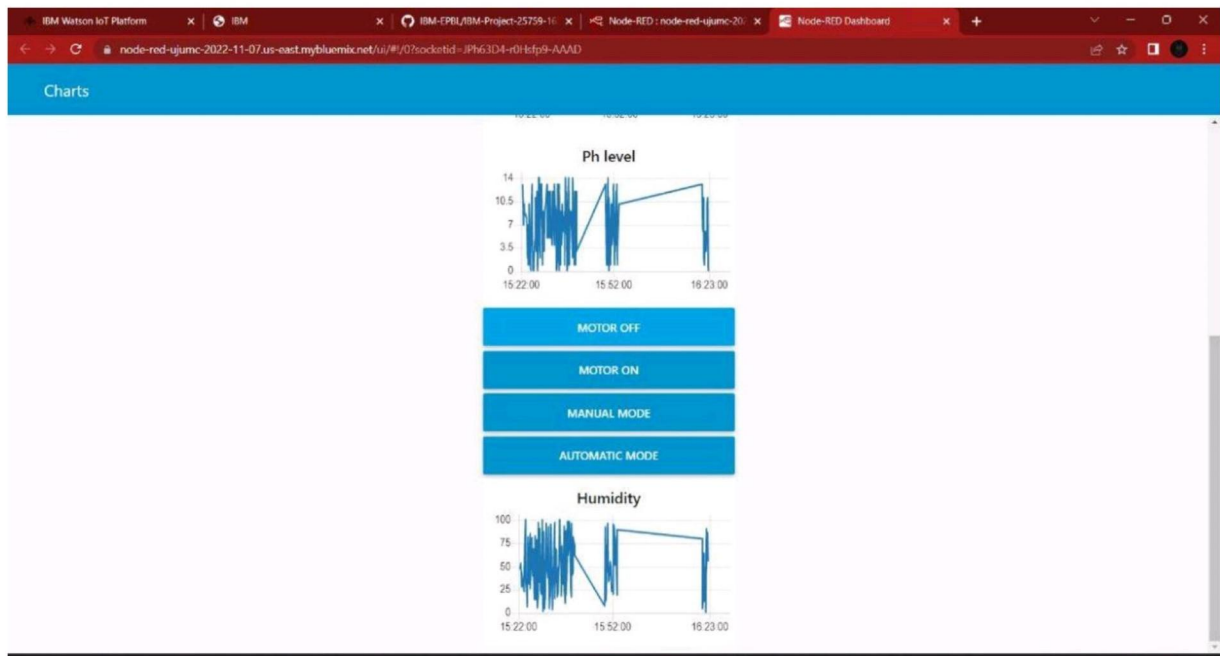 IBM Watson IoT Platform
IBM
IBM-EPBL/IBM-Project-25759-16
Node-RED : node-red-ujumc-202
Node-RED Dashboard
node-red-ujumc-2022-11-07.us-east.mybluemix.net/ui/#!/0?socketid=JPh63D4-r0Hsfp9-AAAD
Charts
Ph level
14
10.5
7
3.5
0
15:22:00 15:52:00 16:23:00
MOTOR OFF
MOTOR ON
MANUAL MODE
AUTOMATIC MODE
Humidity
100
75
50
25
0
15:22:00 15:52:00 16:23:00